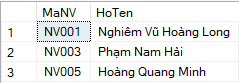 MaNV HoTen
1 NV001 Nghiêm Vũ Hoàng Long
2 NV003 Phạm Nam Hải
3 NV005 Hoàng Quang Minh